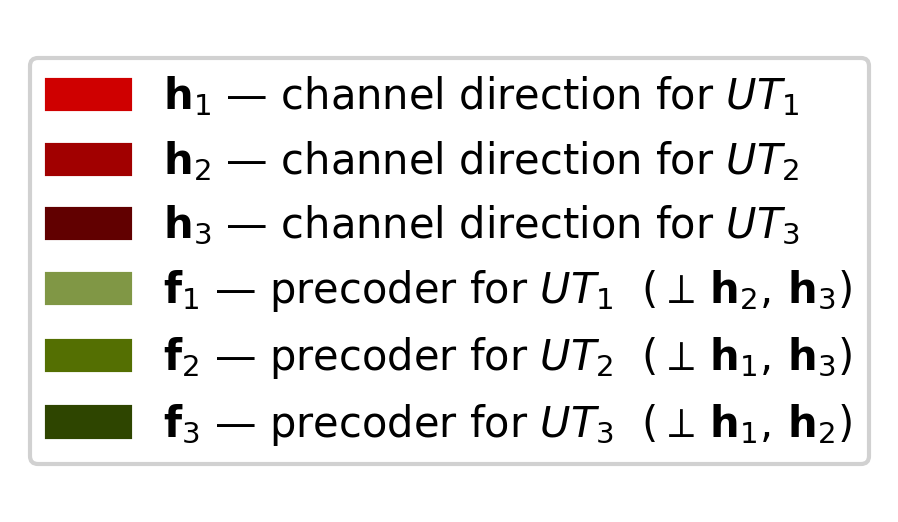 h₁ — channel direction for UT₁
h₂ — channel direction for UT₂
h₃ — channel direction for UT₃
f₁ — precoder for UT₁ (⊥ h₂, h₃)
f₂ — precoder for UT₂ (⊥ h₁, h₃)
f₃ — precoder for UT₃ (⊥ h₁, h₂)